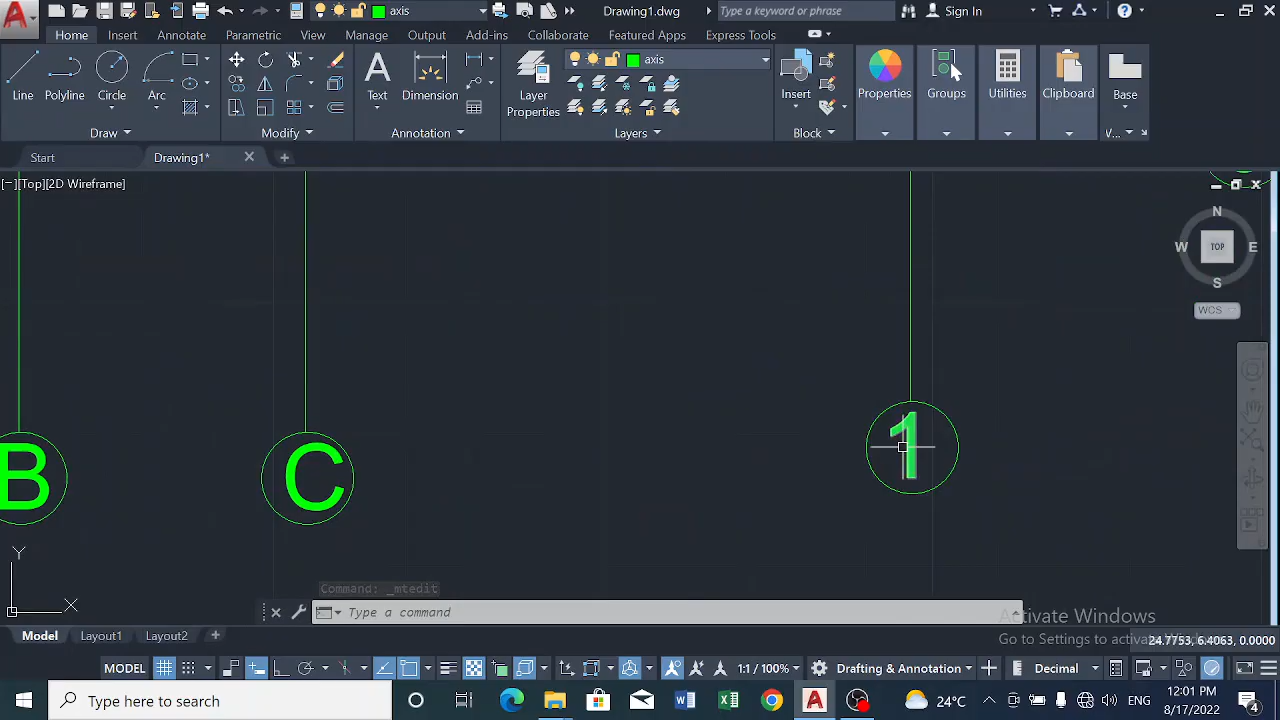 axis
Drawing1.dwg
Type a keyword or phrase
Sign In
Home Insert Annotate Parametric View Manage Output Add-ins Collaborate Featured Apps Express Tools
Line Polyline Circle Arc
Text Dimension
Layer Properties
axis
Insert
Properties Groups Utilities Clipboard Base
Draw Modify Annotation Layers Block V...
Start Drawing1*
[−][Top][2D Wireframe]
N
W TOP E
S
WCS
B C 1
Y
X
Command: _mtedit
Type a command
Activate Windows
Go to Settings to activate Windows.
24.7753, 6.4063, 0.0000
Model Layout1 Layout2
MODEL 1:1 / 100% Drafting & Annotation Decimal
Type here to search
24°C
ENG
12:01 PM
8/17/2022